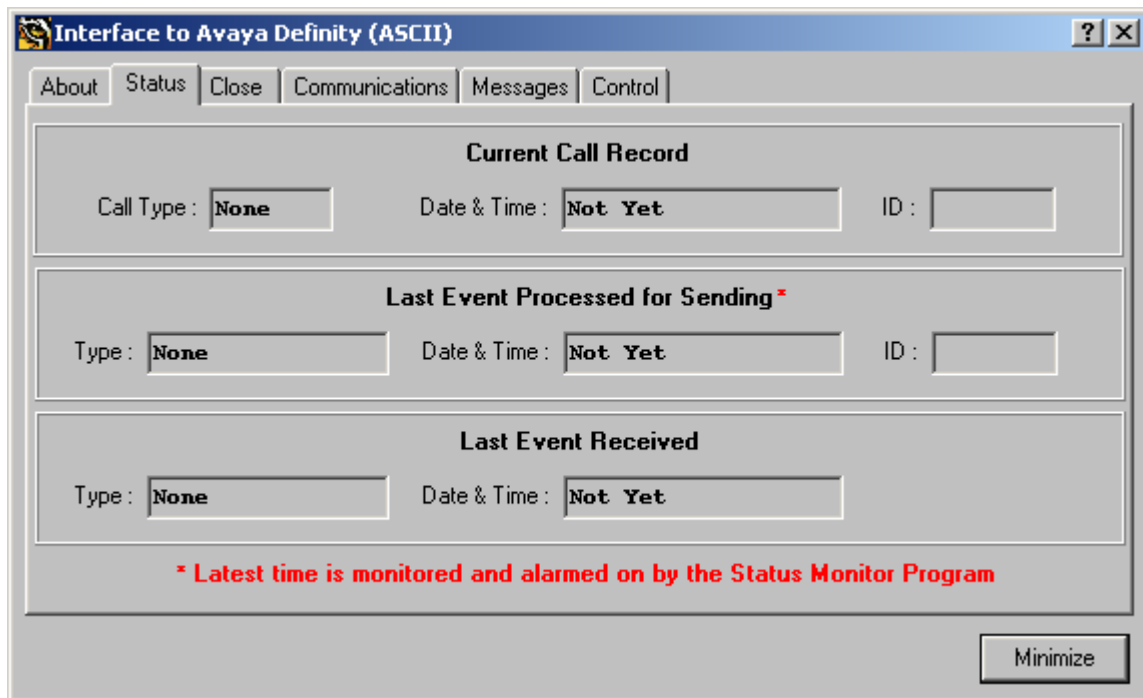 Interface to Avaya Definity (ASCII)
About Status Close Communications Messages Control
Current Call Record
Call Type : None Date & Time : Not Yet ID :
Last Event Processed for Sending *
Type : None Date & Time : Not Yet ID :
Last Event Received
Type : None Date & Time : Not Yet
* Latest time is monitored and alarmed on by the Status Monitor Program
Minimize